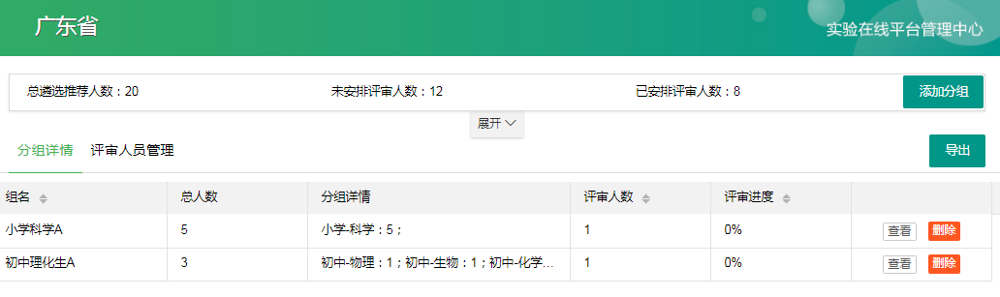 广东省
实验在线平台管理中心
总遴选推荐人数：20 未安排评审人数：12 已安排评审人数：8 添加分组
展开
分组详情 评审人员管理 导出
组名 总人数 分组详情 评审人数 评审进度
小学科学A 5 小学-科学：5； 1 0% 查看 删除
初中理化生A 3 初中-物理：1；初中-生物：1；初中-化学... 1 0% 查看 删除